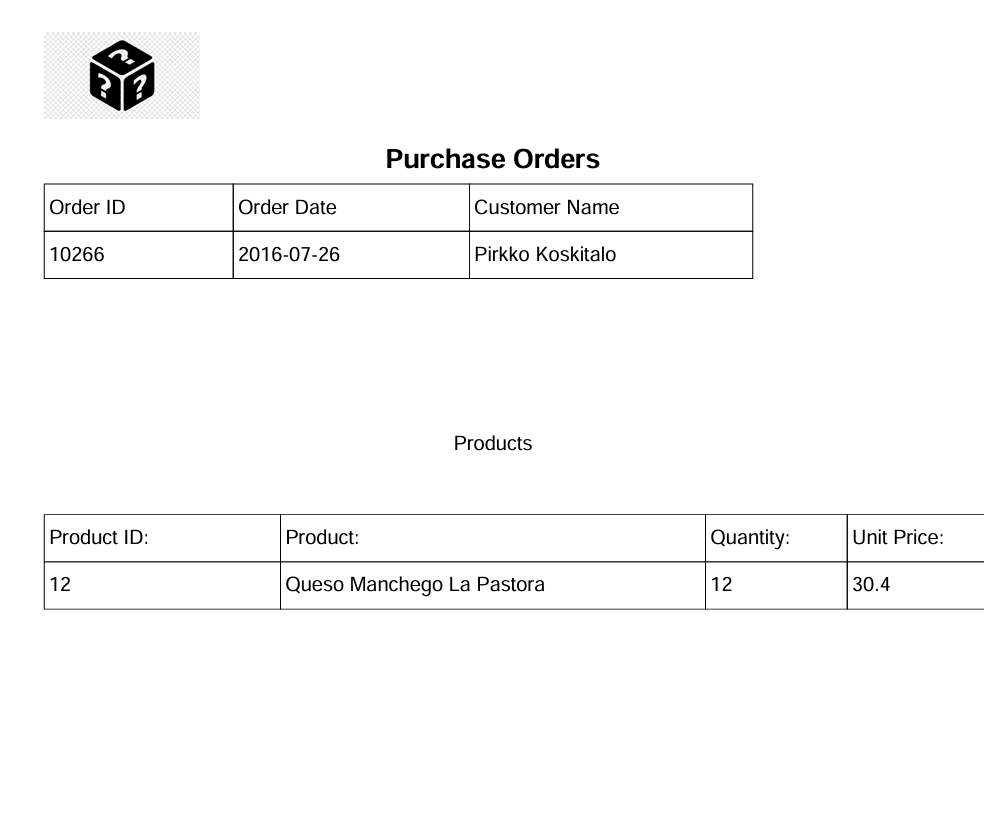 Purchase Orders
Order ID Order Date Customer Name
10266 2016-07-26 Pirkko Koskitalo
Products
Product ID: Product: Quantity: Unit Price:
12 Queso Manchego La Pastora 12 30.4